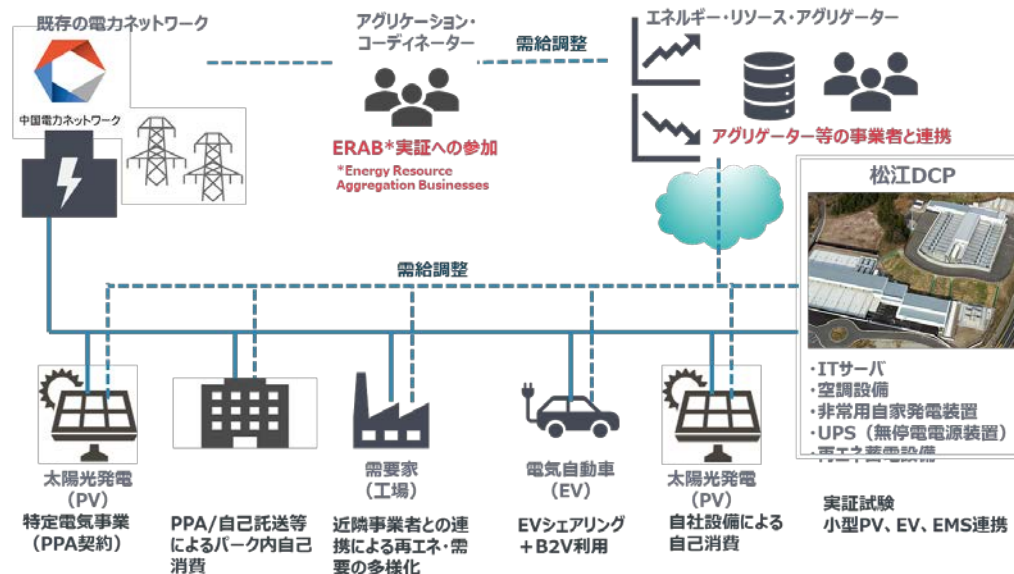 既存の電力ネットワーク
中国電力ネットワーク
アグリケーション・
コーディネーター
ERAB*実証への参加
*Energy Resource
Aggregation Businesses
需給調整
エネルギー・リソース・アグリゲーター
アグリゲーター等の事業者と連携
松江DCP
・ITサーバ
・空調設備
・非常用自家発電装置
・UPS（無停電電源装置）
・再エネ蓄電設備
実証試験
小型PV、EV、EMS連携
需給調整
太陽光発電
（PV）
特定電気事業
（PPA契約）
PPA/自己託送等
によるパーク内自己
消費
需要家
（工場）
近隣事業者との連
携による再エネ・需
要の多様化
電気自動車
（EV）
EVシェアリング
＋B2V利用
太陽光発電
（PV）
自社設備による
自己消費